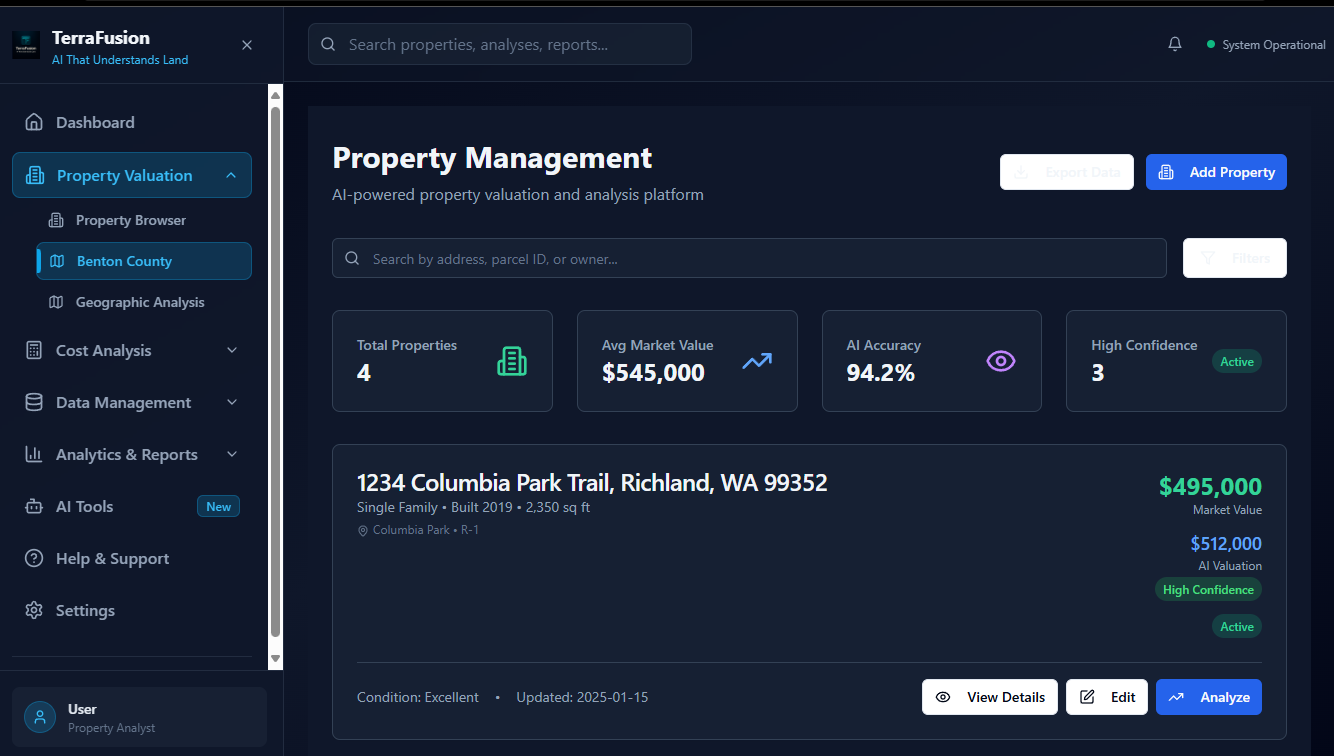 TerraFusion
AI That Understands Land
Search properties, analyses, reports...
System Operational
Dashboard
Property Valuation
Property Browser
Benton County
Geographic Analysis
Cost Analysis
Data Management
Analytics & Reports
AI Tools
New
Help & Support
Settings
User
Property Analyst
Property Management
AI-powered property valuation and analysis platform
Export Data
Add Property
Search by address, parcel ID, or owner...
Filters
Total Properties
4
Avg Market Value
$545,000
AI Accuracy
94.2%
High Confidence
3
Active
1234 Columbia Park Trail, Richland, WA 99352
Single Family • Built 2019 • 2,350 sq ft
Columbia Park • R-1
$495,000
Market Value
$512,000
AI Valuation
High Confidence
Active
Condition: Excellent • Updated: 2025-01-15
View Details
Edit
Analyze